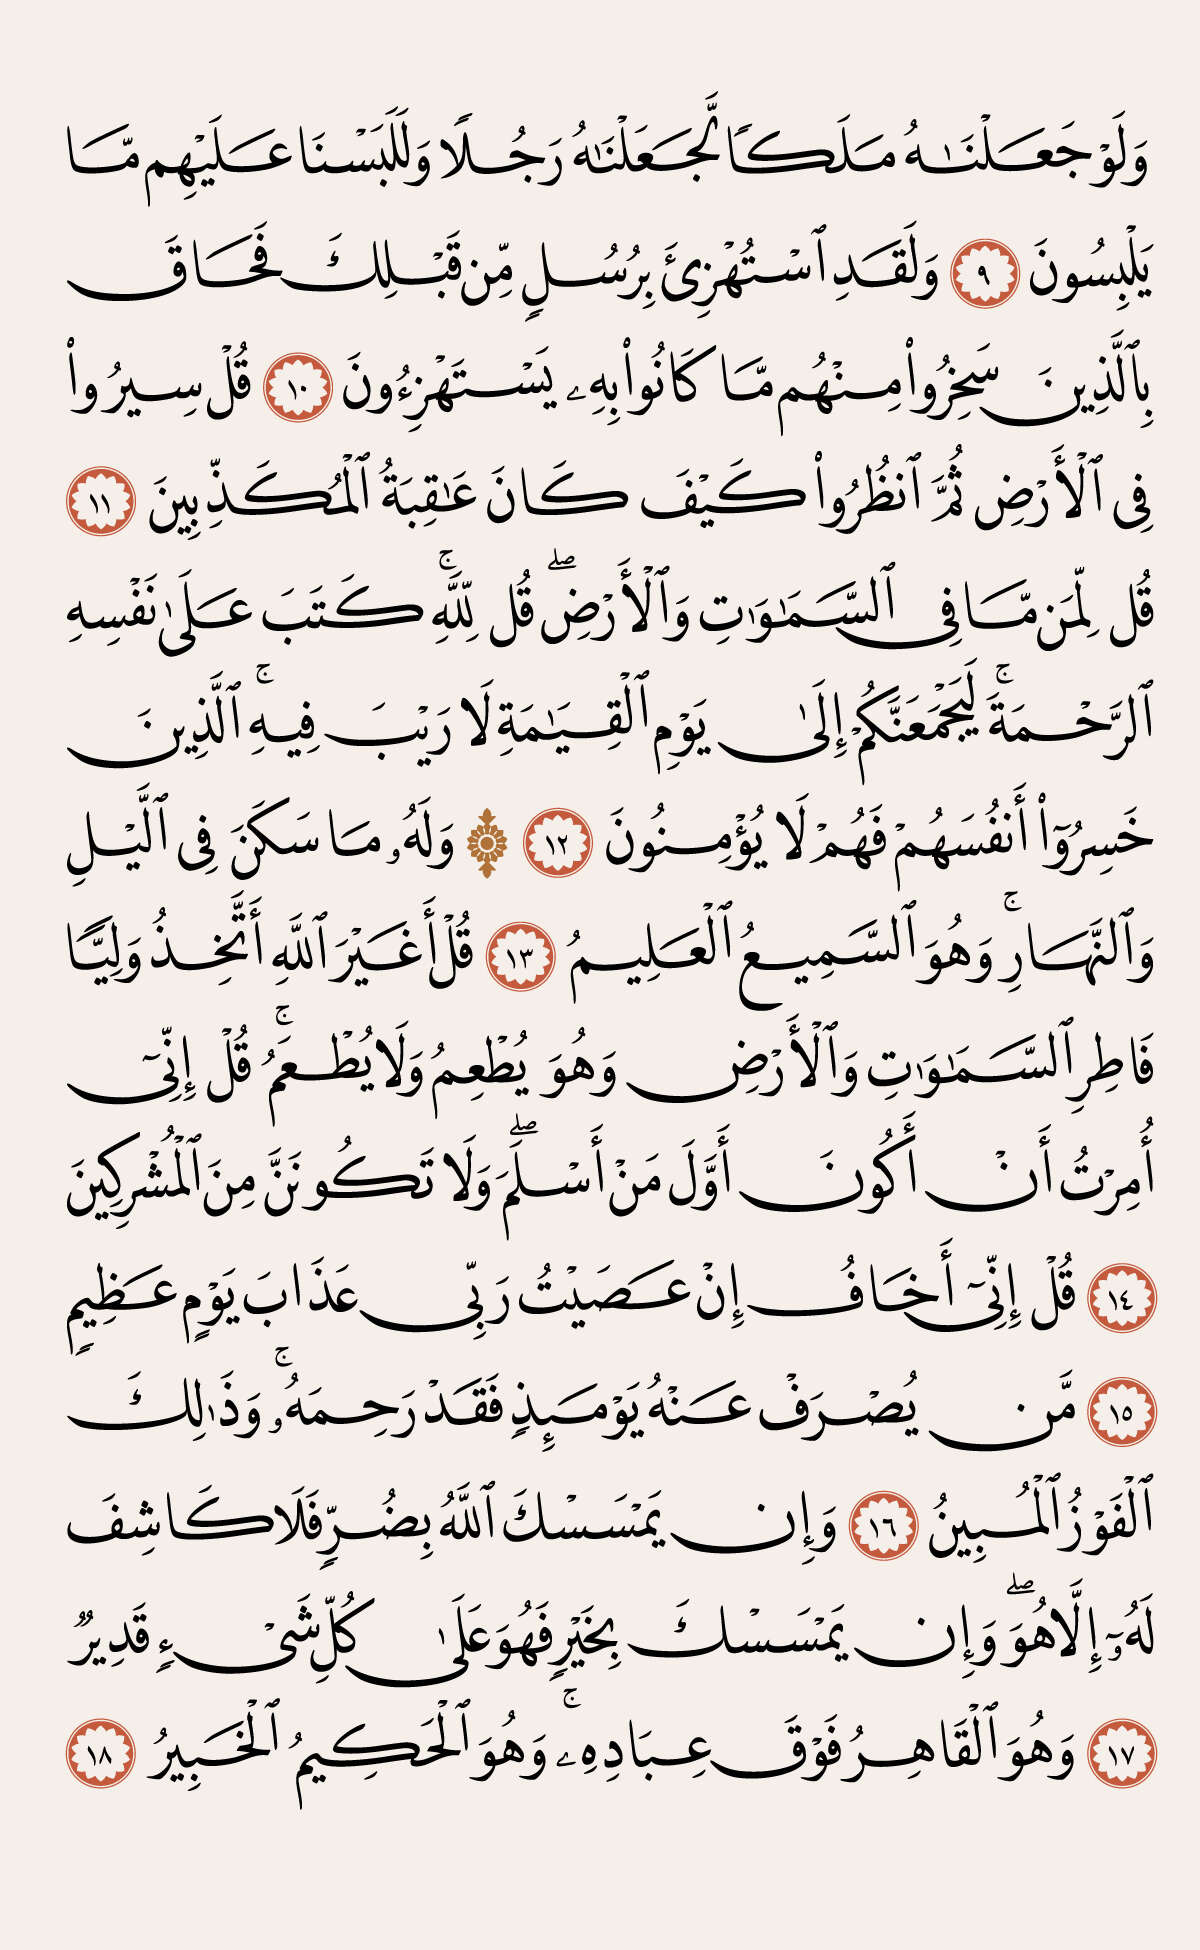 وَلَوْ جَعَلْنَٰهُ مَلَكًا لَّجَعَلْنَٰهُ رَجُلًا وَلَلَبَسْنَا عَلَيْهِم مَّا
يَلْبِسُونَ ٩ وَلَقَدِ ٱسْتُهْزِئَ بِرُسُلٍ مِّن قَبْلِكَ فَحَاقَ
بِٱلَّذِينَ سَخِرُوا۟ مِنْهُم مَّا كَانُوا۟ بِهِۦ يَسْتَهْزِءُونَ ١٠ قُلْ سِيرُوا۟
فِى ٱلْأَرْضِ ثُمَّ ٱنظُرُوا۟ كَيْفَ كَانَ عَٰقِبَةُ ٱلْمُكَذِّبِينَ ١١
قُل لِّمَن مَّا فِى ٱلسَّمَٰوَٰتِ وَٱلْأَرْضِ ۖ قُل لِّلَّهِ ۚ كَتَبَ عَلَىٰ نَفْسِهِ
ٱلرَّحْمَةَ ۚ لَيَجْمَعَنَّكُمْ إِلَىٰ يَوْمِ ٱلْقِيَٰمَةِ لَا رَيْبَ فِيهِ ۚ ٱلَّذِينَ
خَسِرُوٓا۟ أَنفُسَهُمْ فَهُمْ لَا يُؤْمِنُونَ ١٢ ۞ وَلَهُۥ مَا سَكَنَ فِى ٱلَّيْلِ
وَٱلنَّهَارِ ۚ وَهُوَ ٱلسَّمِيعُ ٱلْعَلِيمُ ١٣ قُلْ أَغَيْرَ ٱللَّهِ أَتَّخِذُ وَلِيًّا
فَاطِرِ ٱلسَّمَٰوَٰتِ وَٱلْأَرْضِ وَهُوَ يُطْعِمُ وَلَا يُطْعَمُ ۚ قُلْ إِنِّىٓ
أُمِرْتُ أَنْ أَكُونَ أَوَّلَ مَنْ أَسْلَمَ ۖ وَلَا تَكُونَنَّ مِنَ ٱلْمُشْرِكِينَ
١٤ قُلْ إِنِّىٓ أَخَافُ إِنْ عَصَيْتُ رَبِّى عَذَابَ يَوْمٍ عَظِيمٍ
١٥ مَّن يُصْرَفْ عَنْهُ يَوْمَئِذٍ فَقَدْ رَحِمَهُۥ ۚ وَذَٰلِكَ
ٱلْفَوْزُ ٱلْمُبِينُ ١٦ وَإِن يَمْسَسْكَ ٱللَّهُ بِضُرٍّ فَلَا كَاشِفَ
لَهُۥٓ إِلَّا هُوَ ۖ وَإِن يَمْسَسْكَ بِخَيْرٍ فَهُوَ عَلَىٰ كُلِّ شَىْءٍ قَدِيرٌ
١٧ وَهُوَ ٱلْقَاهِرُ فَوْقَ عِبَادِهِۦ ۚ وَهُوَ ٱلْحَكِيمُ ٱلْخَبِيرُ ١٨